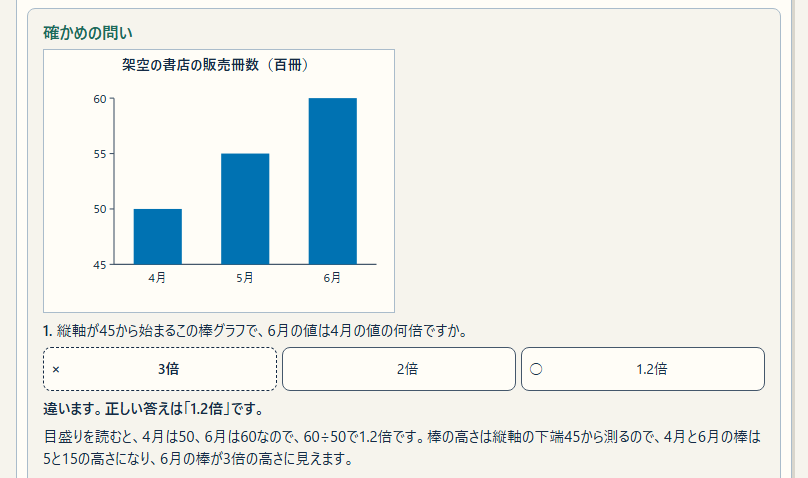 確かめの問い
架空の書店の販売冊数（百冊）
60
55
50
45
4月 5月 6月
1. 縦軸が45から始まるこの棒グラフで、6月の値は4月の値の何倍ですか。
× 3倍 2倍 ○ 1.2倍
違います。正しい答えは「1.2倍」です。
目盛りを読むと、4月は50、6月は60なので、60÷50で1.2倍です。棒の高さは縦軸の下端45から測るので、4月と6月の棒は
5と15の高さになり、6月の棒が3倍の高さに見えます。